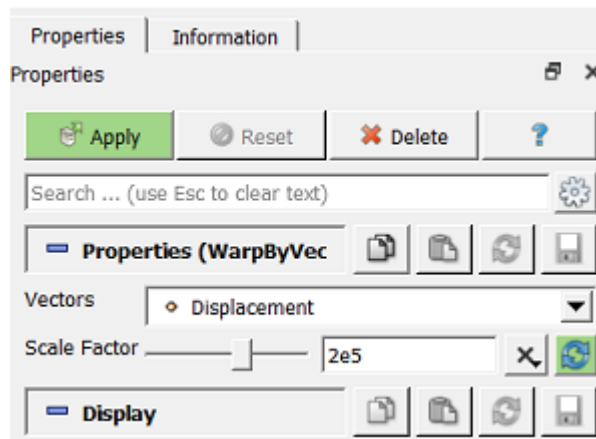 Properties Information
Properties
Apply Reset Delete ?
Search ... (use Esc to clear text)
Properties (WarpByVec
Vectors Displacement
Scale Factor 2e5
Display